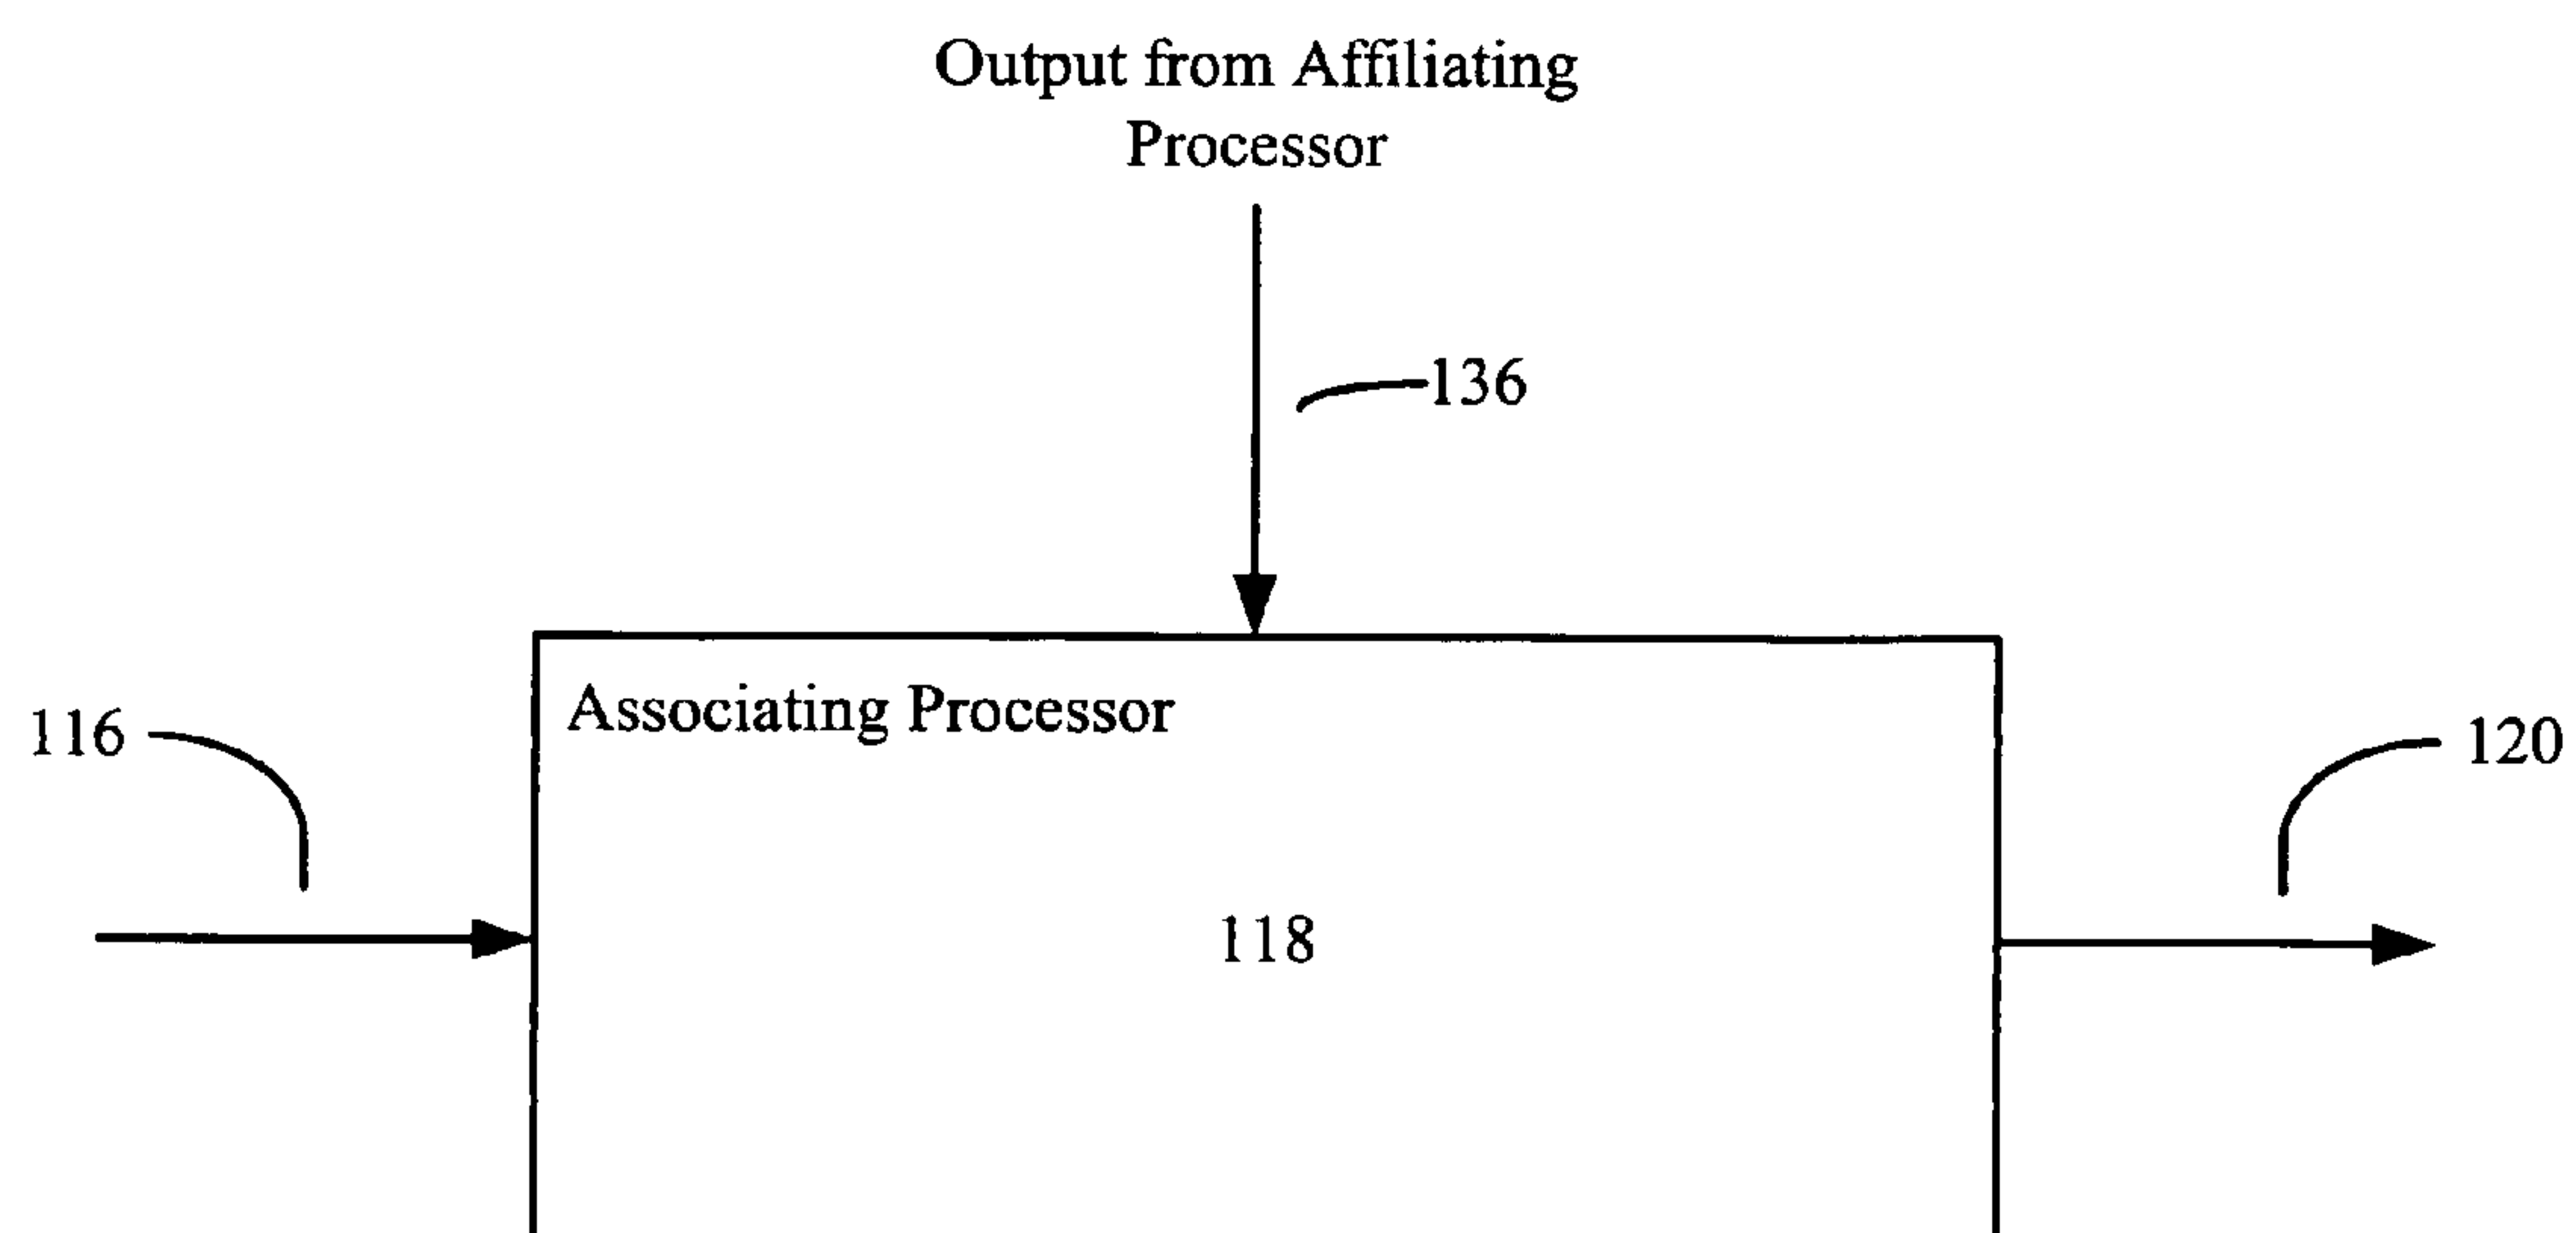 Output from Affiliating
Processor
136
Associating Processor
116
120
118